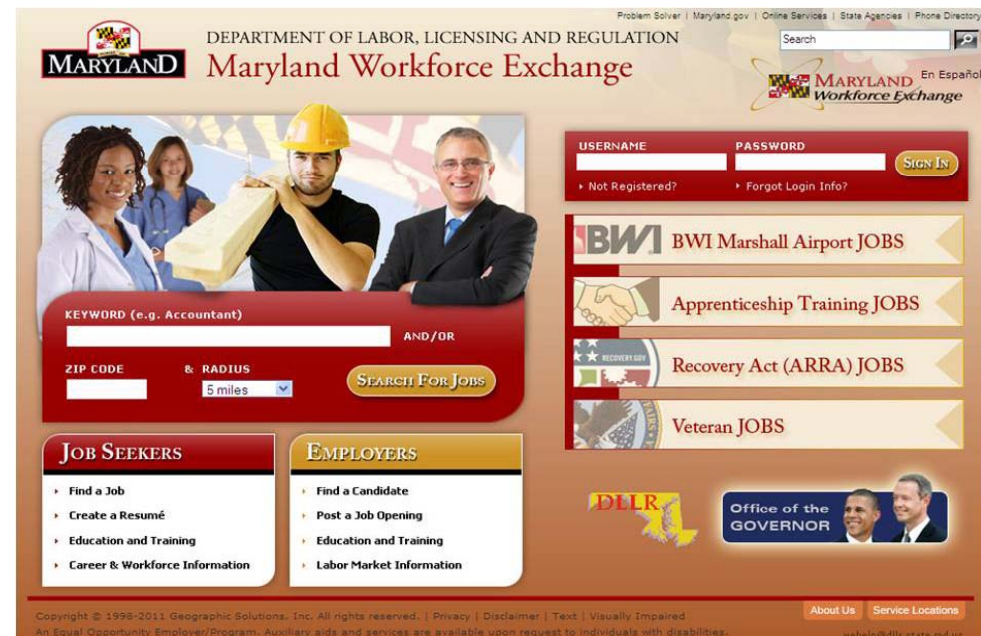 Problem Solver | Maryland.gov | Online Services | State Agencies | Phone Directory
MARYLAND
DEPARTMENT OF LABOR, LICENSING AND REGULATION
Maryland Workforce Exchange
Search
MARYLAND
Workforce Exchange
En Español
USERNAME
PASSWORD
SIGN IN
Not Registered?
Forgot Login Info?
BWI
BWI Marshall Airport JOBS
Apprenticeship Training JOBS
RECOVERY.GOV
Recovery Act (ARRA) JOBS
Veteran JOBS
KEYWORD (e.g. Accountant)
AND/OR
ZIP CODE
& RADIUS
5 miles
SEARCH FOR JOBS
JOB SEEKERS
Find a Job
Create a Resumé
Education and Training
Career & Workforce Information
EMPLOYERS
Find a Candidate
Post a Job Opening
Education and Training
Labor Market Information
DLLR
Office of the
GOVERNOR
About Us
Service Locations
Copyright © 1998-2011 Geographic Solutions, Inc. All rights reserved. | Privacy | Disclaimer | Text | Visually Impaired
An Equal Opportunity Employer/Program. Auxiliary aids and services are available upon request to individuals with disabilities.